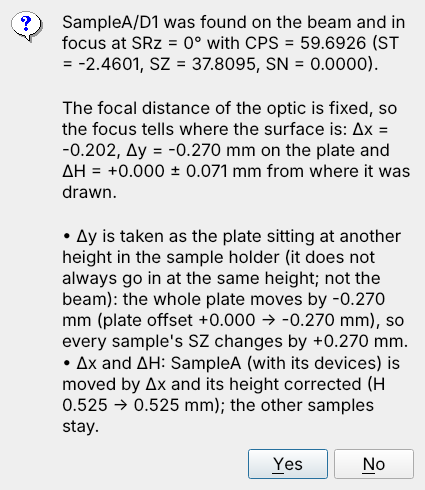 SampleA/D1 was found on the beam and in
focus at SRz = 0° with CPS = 59.6926 (ST
= -2.4601, SZ = 37.8095, SN = 0.0000).
The focal distance of the optic is fixed, so
the focus tells where the surface is: Δx =
-0.202, Δy = -0.270 mm on the plate and
ΔH = +0.000 ± 0.071 mm from where it was
drawn.
• Δy is taken as the plate sitting at another
height in the sample holder (it does not
always go in at the same height; not the
beam): the whole plate moves by -0.270
mm (plate offset +0.000 → -0.270 mm), so
every sample's SZ changes by +0.270 mm.
• Δx and ΔH: SampleA (with its devices) is
moved by Δx and its height corrected (H
0.525 → 0.525 mm); the other samples
stay.
Yes No